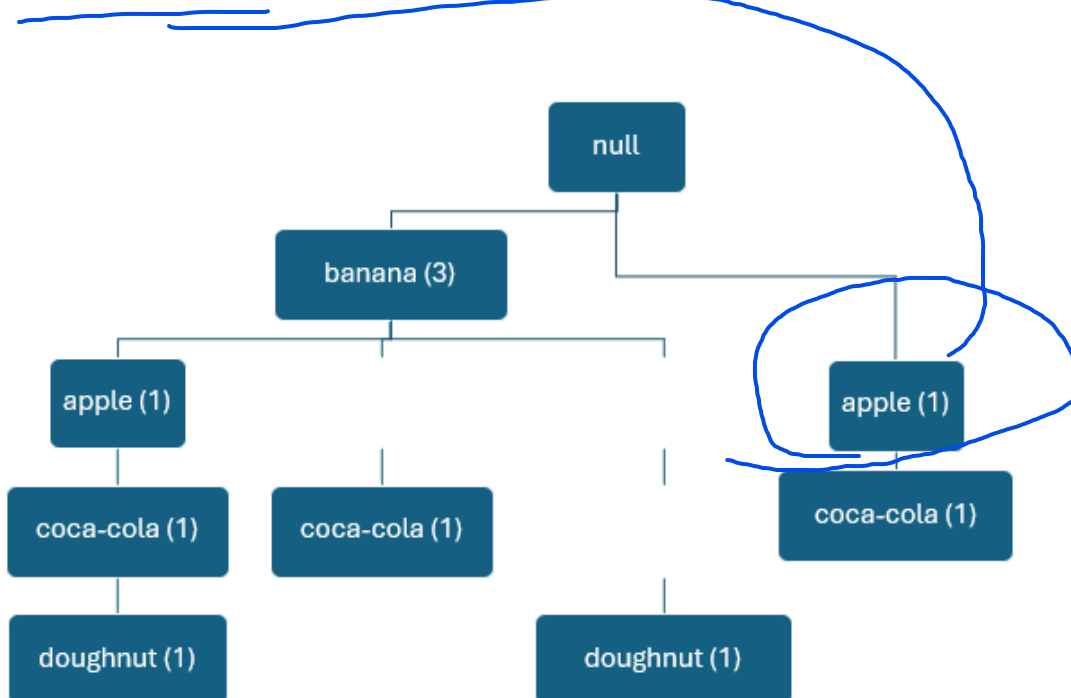 null
banana (3)
apple (1)
apple (1)
coca-cola (1)
coca-cola (1)
coca-cola (1)
doughnut (1)
doughnut (1)